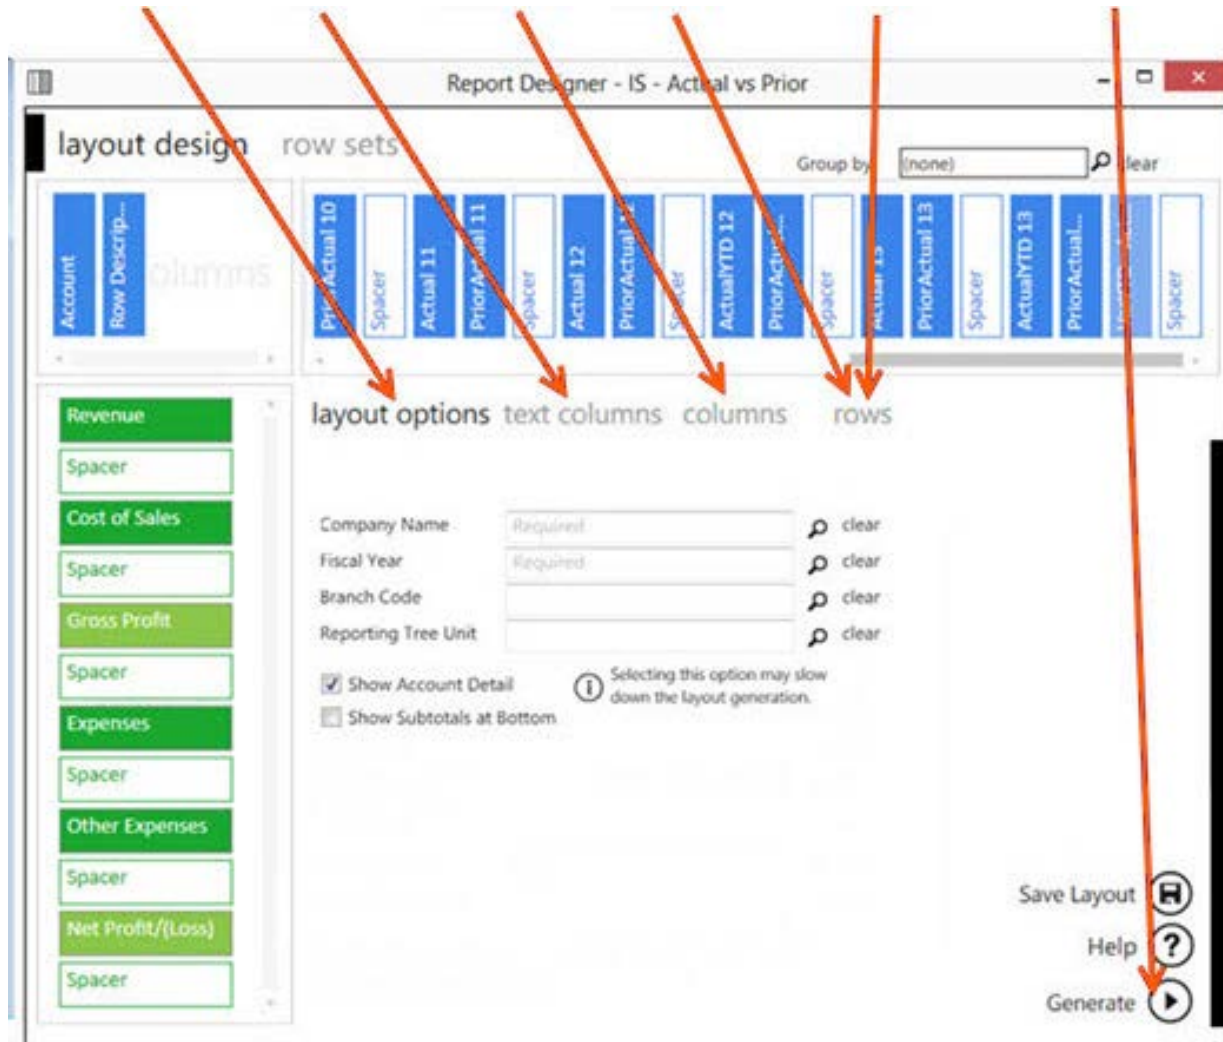 Report Designer - IS - Actual vs Prior
layout design row sets
Group by (none) clear
Account
Row Descrip...
columns
PriorActual 10
Spacer
Actual 11
PriorActual 11
Spacer
Actual 12
PriorActual 12
Spacer
ActualYTD 12
PriorActu...
Spacer
Actual 13
PriorActual 13
Spacer
ActualYTD 13
PriorActual...
Spacer
layout options text columns columns rows
Revenue
Spacer
Cost of Sales
Spacer
Gross Profit
Spacer
Expenses
Spacer
Other Expenses
Spacer
Net Profit/(Loss)
Spacer
Company Name Required clear
Fiscal Year Required clear
Branch Code clear
Reporting Tree Unit clear
Show Account Detail
Selecting this option may slow
down the layout generation.
Show Subtotals at Bottom
Save Layout
Help
Generate